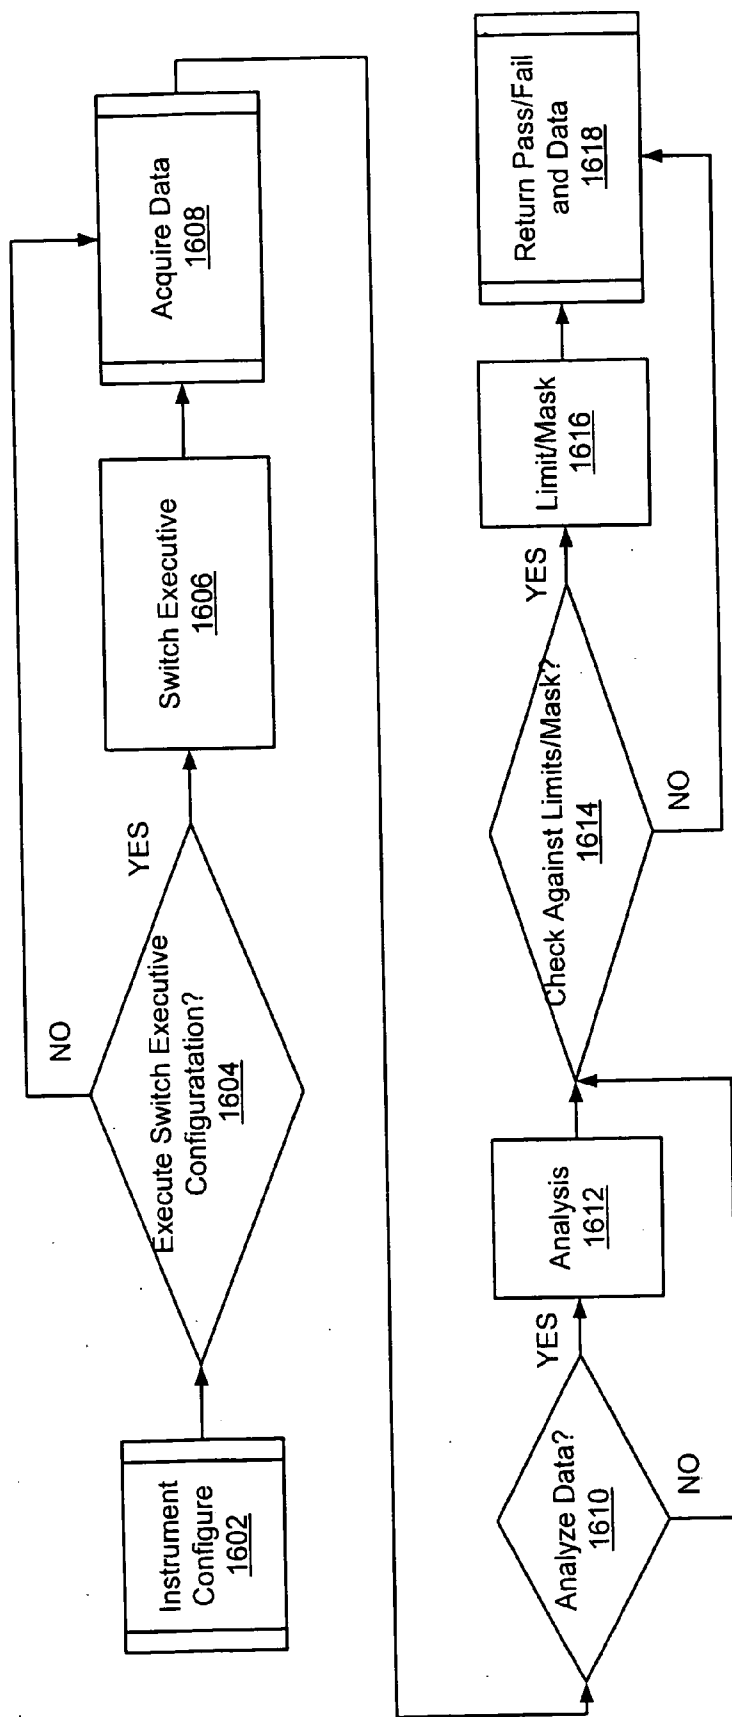 Instrument
Configure
1602
Execute Switch Executive
Configuratation?
1604
NO
YES
Switch Executive
1606
Acquire Data
1608
Analyze Data?
1610
YES
NO
Analysis
1612
Check Against Limits/Mask?
1614
YES
NO
Limit/Mask
1616
Return Pass/Fail
and Data
1618